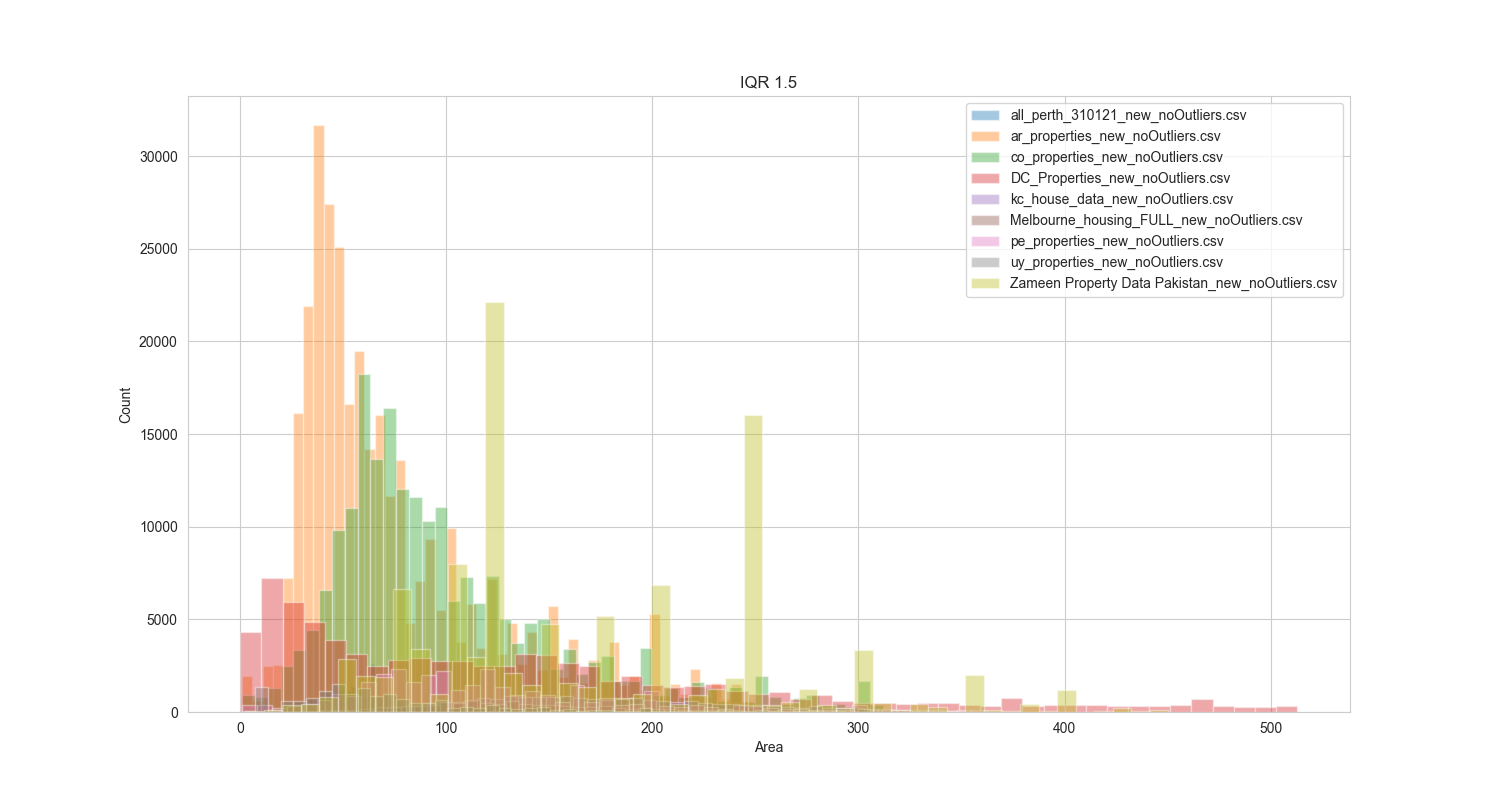 IQR 1.5
all_perth_310121_new_noOutliers.csv
ar_properties_new_noOutliers.csv
co_properties_new_noOutliers.csv
DC_Properties_new_noOutliers.csv
kc_house_data_new_noOutliers.csv
Melbourne_housing_FULL_new_noOutliers.csv
pe_properties_new_noOutliers.csv
uy_properties_new_noOutliers.csv
Zameen Property Data Pakistan_new_noOutliers.csv
30000
25000
20000
15000
10000
5000
0
Count
0 100 200 300 400 500
Area